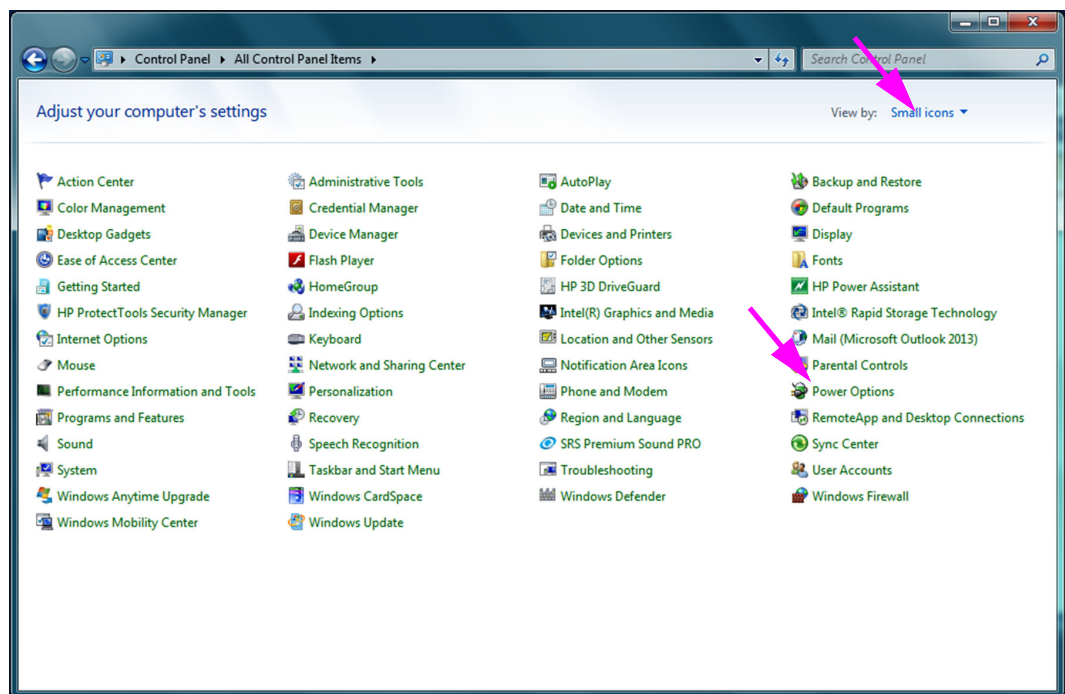 Control Panel All Control Panel Items Search Control Panel
Adjust your computer's settings View by: Small icons
Action Center Administrative Tools AutoPlay Backup and Restore
Color Management Credential Manager Date and Time Default Programs
Desktop Gadgets Device Manager Devices and Printers Display
Ease of Access Center Flash Player Folder Options Fonts
Getting Started HomeGroup HP 3D DriveGuard HP Power Assistant
HP ProtectTools Security Manager Indexing Options Intel(R) Graphics and Media Intel® Rapid Storage Technology
Internet Options Keyboard Location and Other Sensors Mail (Microsoft Outlook 2013)
Mouse Network and Sharing Center Notification Area Icons Parental Controls
Performance Information and Tools Personalization Phone and Modem Power Options
Programs and Features Recovery Region and Language RemoteApp and Desktop Connections
Sound Speech Recognition SRS Premium Sound PRO Sync Center
System Taskbar and Start Menu Troubleshooting User Accounts
Windows Anytime Upgrade Windows CardSpace Windows Defender Windows Firewall
Windows Mobility Center Windows Update